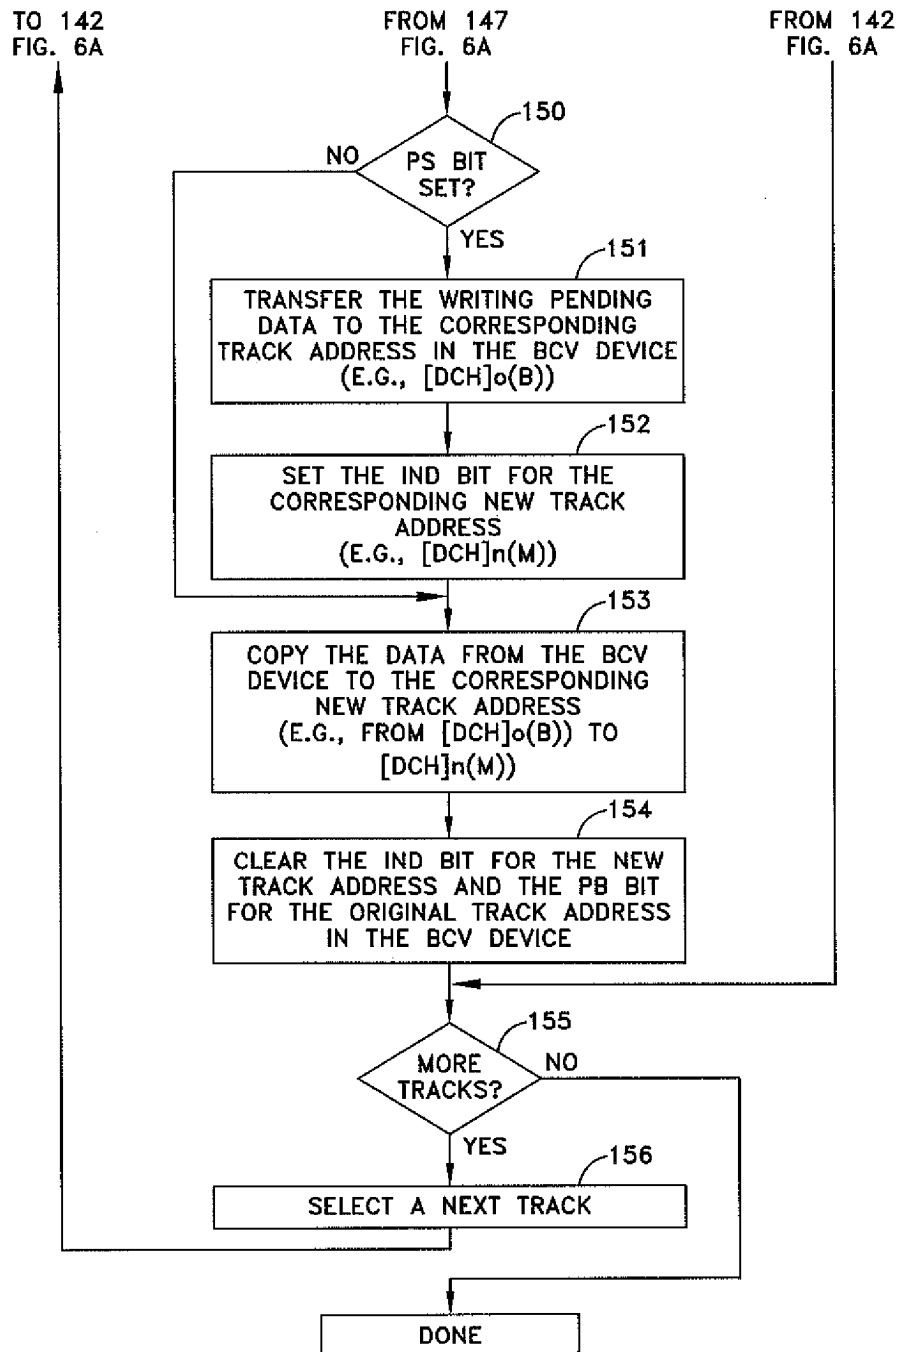 TO 142
FIG. 6A
FROM 147
FIG. 6A
FROM 142
FIG. 6A
150
NO
PS BIT
SET?
YES
151
TRANSFER THE WRITING PENDING
DATA TO THE CORRESPONDING
TRACK ADDRESS IN THE BCV DEVICE
(E.G., [DCH]o(B))
152
SET THE IND BIT FOR THE
CORRESPONDING NEW TRACK
ADDRESS
(E.G., [DCH]n(M))
153
COPY THE DATA FROM THE BCV
DEVICE TO THE CORRESPONDING
NEW TRACK ADDRESS
(E.G., FROM [DCH]o(B)) TO
[DCH]n(M))
154
CLEAR THE IND BIT FOR THE NEW
TRACK ADDRESS AND THE PB BIT
FOR THE ORIGINAL TRACK ADDRESS
IN THE BCV DEVICE
155
MORE
TRACKS?
NO
YES
156
SELECT A NEXT TRACK
DONE